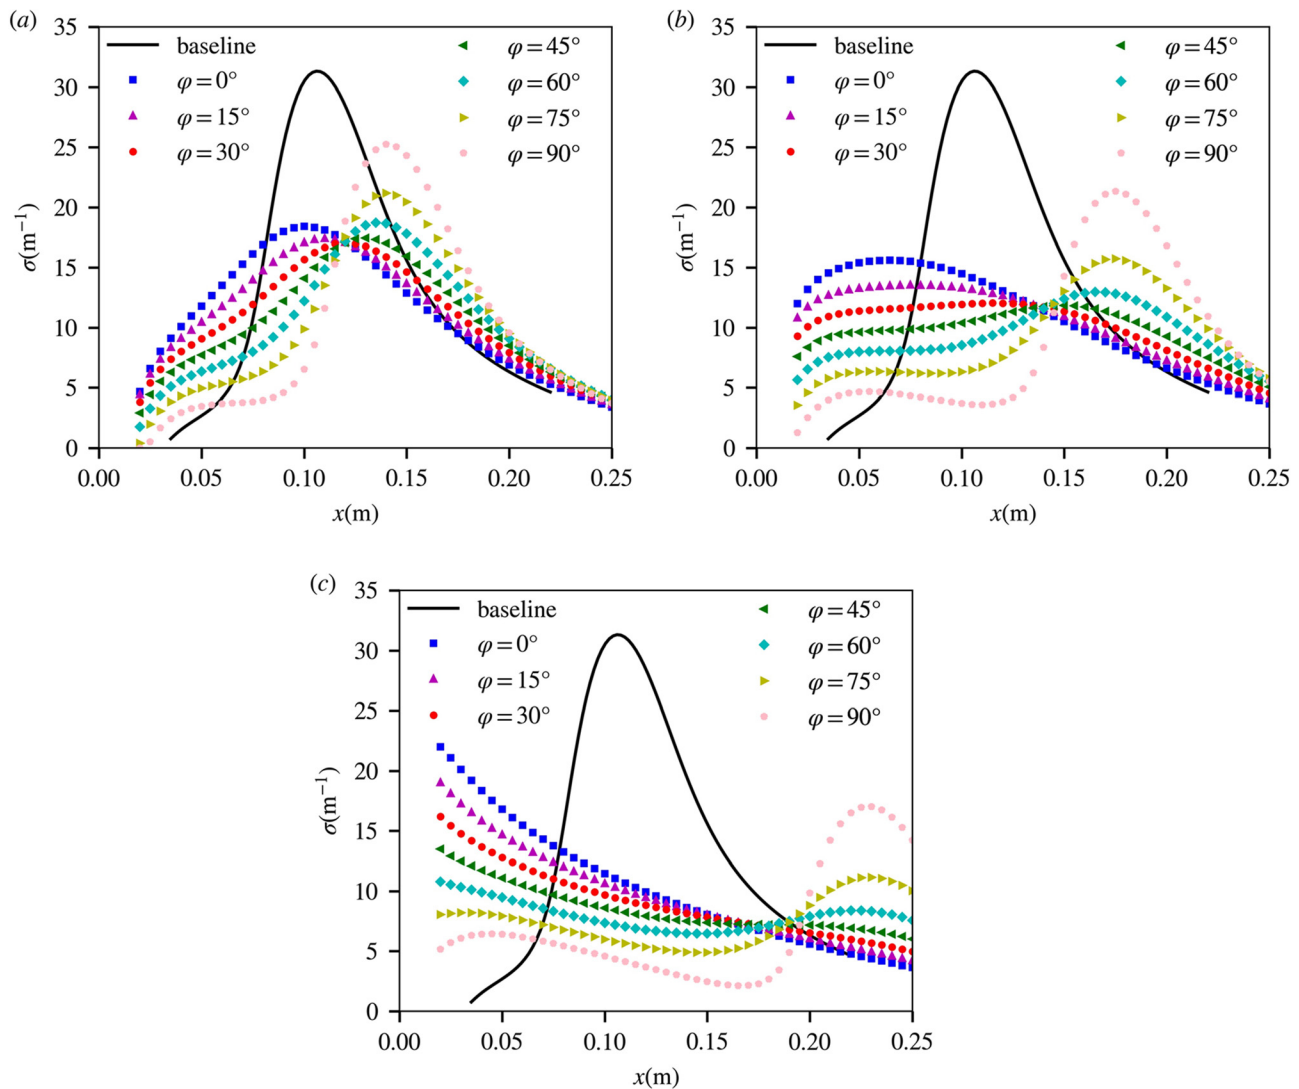 (a)
35
30
25
20
15
10
5
0
σ(m⁻¹)
baseline
φ = 0°
φ = 15°
φ = 30°
φ = 45°
φ = 60°
φ = 75°
φ = 90°
0.00 0.05 0.10 0.15 0.20 0.25
x(m)
(b)
35
30
25
20
15
10
5
0
σ(m⁻¹)
baseline
φ = 0°
φ = 15°
φ = 30°
φ = 45°
φ = 60°
φ = 75°
φ = 90°
0.00 0.05 0.10 0.15 0.20 0.25
x(m)
(c)
35
30
25
20
15
10
5
0
σ(m⁻¹)
baseline
φ = 0°
φ = 15°
φ = 30°
φ = 45°
φ = 60°
φ = 75°
φ = 90°
0.00 0.05 0.10 0.15 0.20 0.25
x(m)